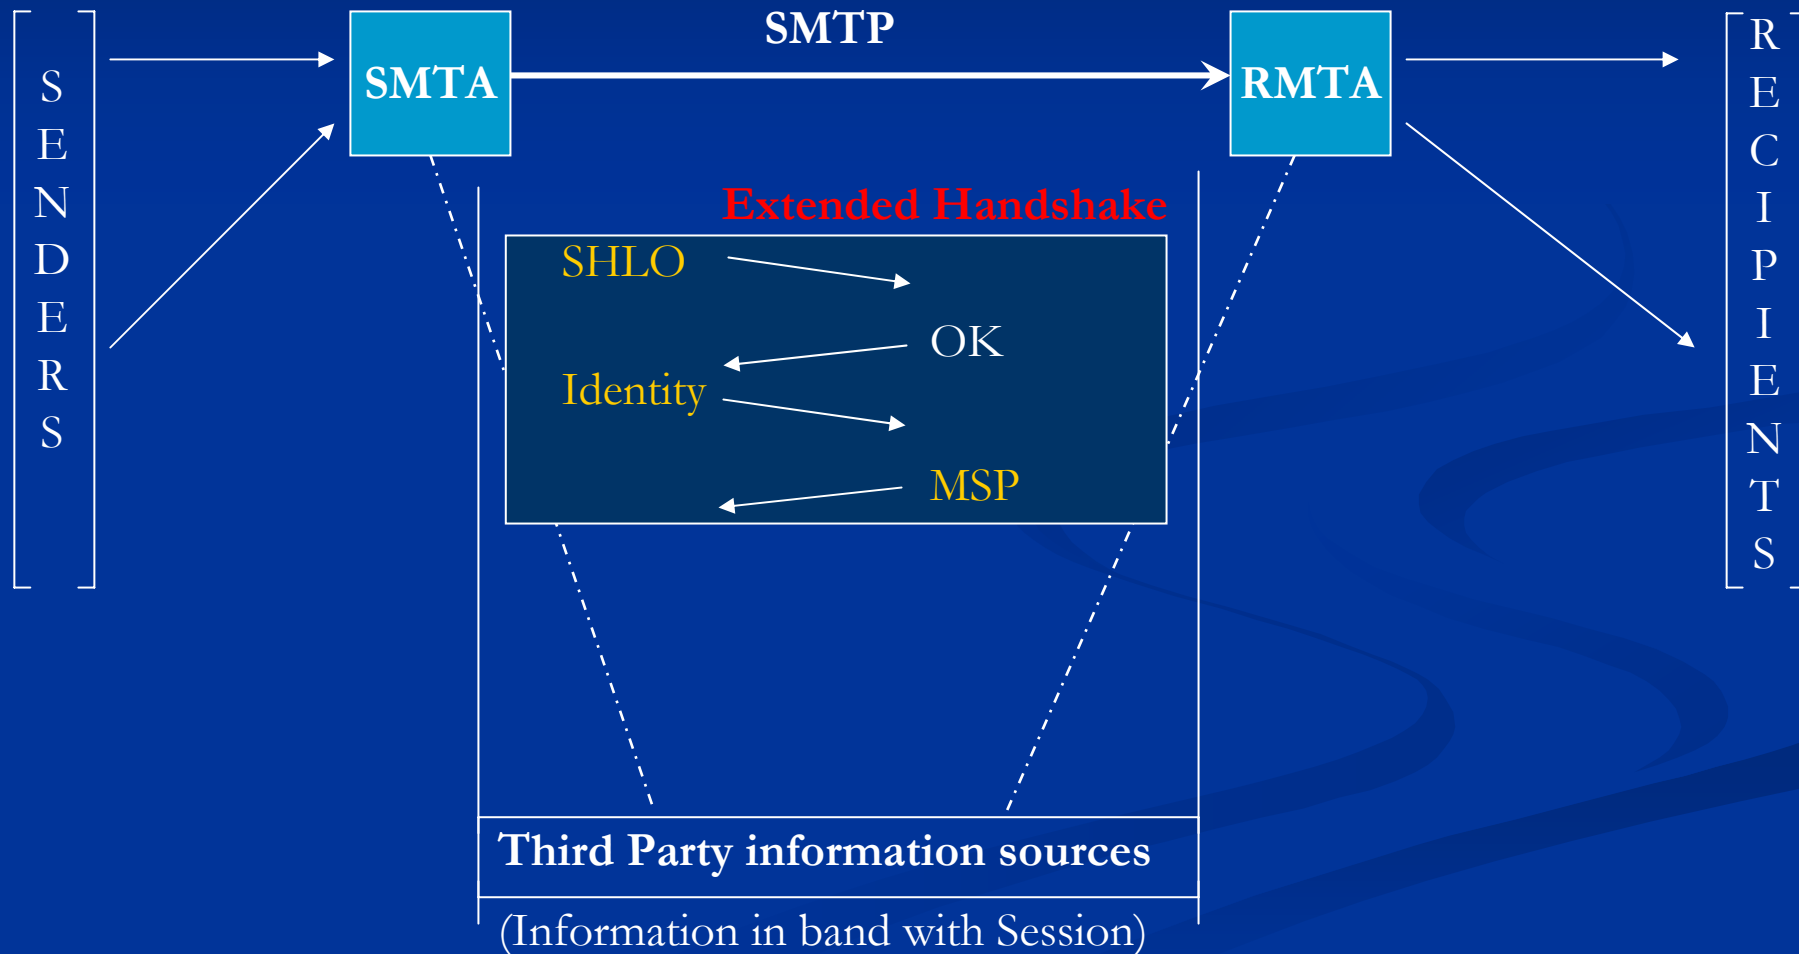 SENDERS
SMTA
SMTP
RMTA
RECIPIENTS
Extended Handshake
SHLO
OK
Identity
MSP
Third Party information sources
(Information in band with Session)